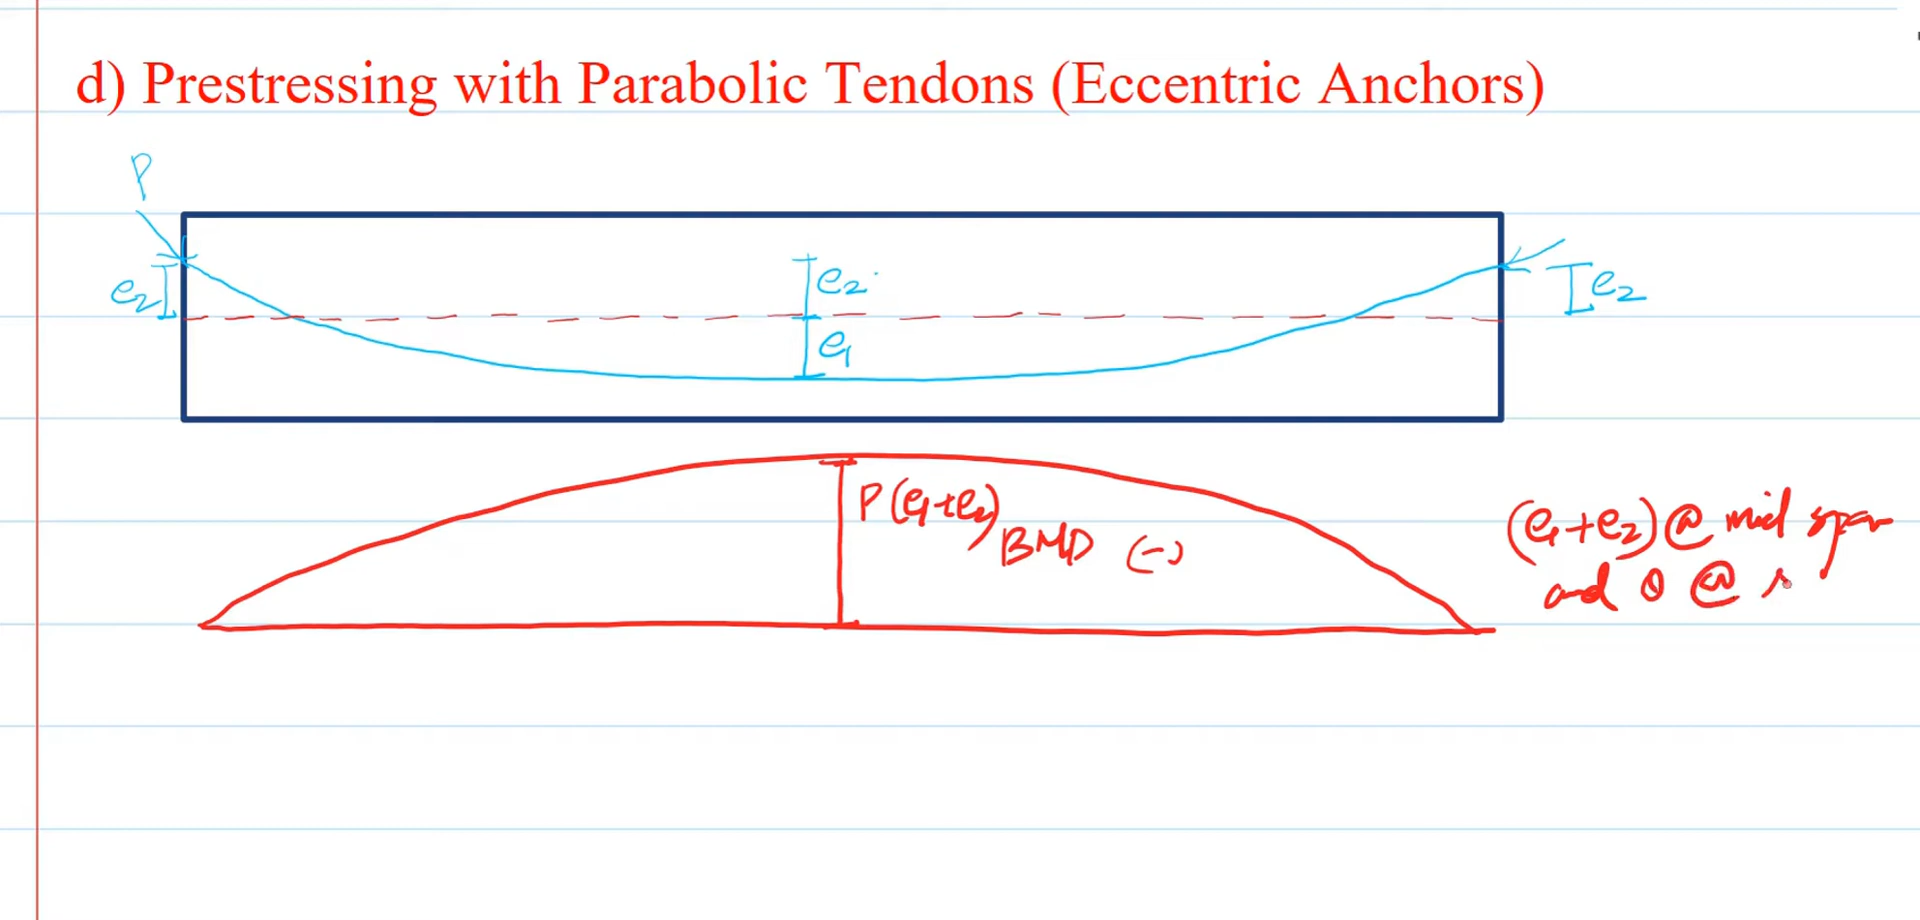 d) Prestressing with Parabolic Tendons (Eccentric Anchors)
P
e2
e2
e2
e1
P(e1+e2)
BMD (-)
(e1+e2)@ mid span
and 0 @